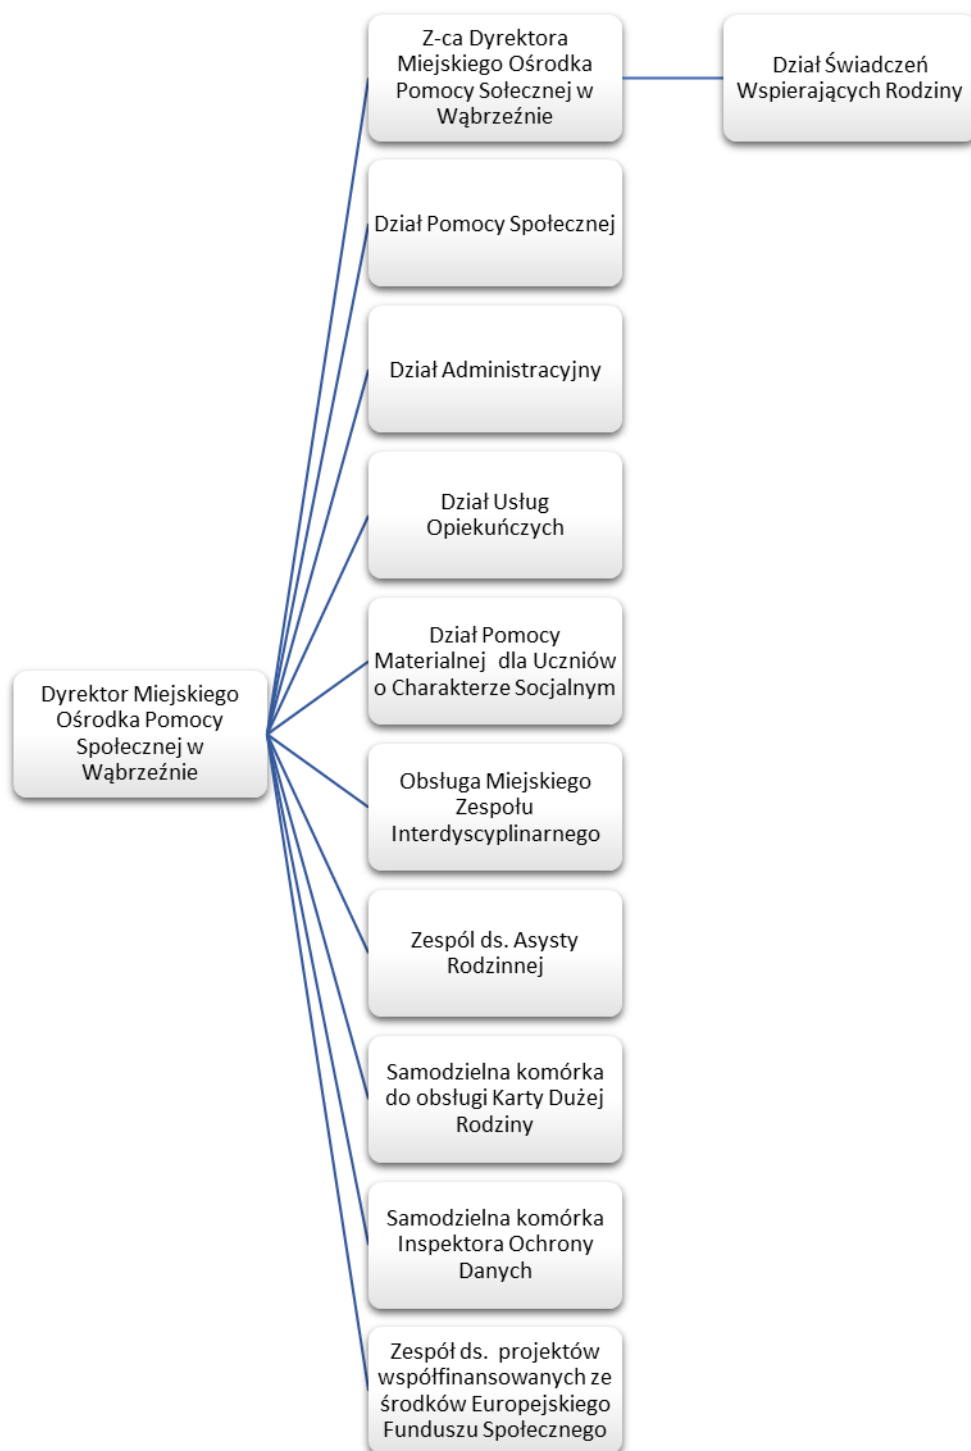 Z-ca Dyrektora
Miejskiego Ośrodka
Pomocy Sołecznej w
Wąbrzeźnie
Dział Świadczeń
Wspierających Rodziny
Dział Pomocy Społecznej
Dział Administracyjny
Dział Usług
Opiekuńczych
Dział Pomocy
Materialnej dla Uczniów
o Charakterze Socjalnym
Dyrektor Miejskiego
Ośrodka Pomocy
Społecznej w
Wąbrzeźnie
Obsługa Miejskiego
Zespołu
Interdyscyplinarnego
Zespól ds. Asysty
Rodzinnej
Samodzielna komórka
do obsługi Karty Dużej
Rodziny
Samodzielna komórka
Inspektora Ochrony
Danych
Zespół ds. projektów
współfinansowanych ze
środków Europejskiego
Funduszu Społecznego